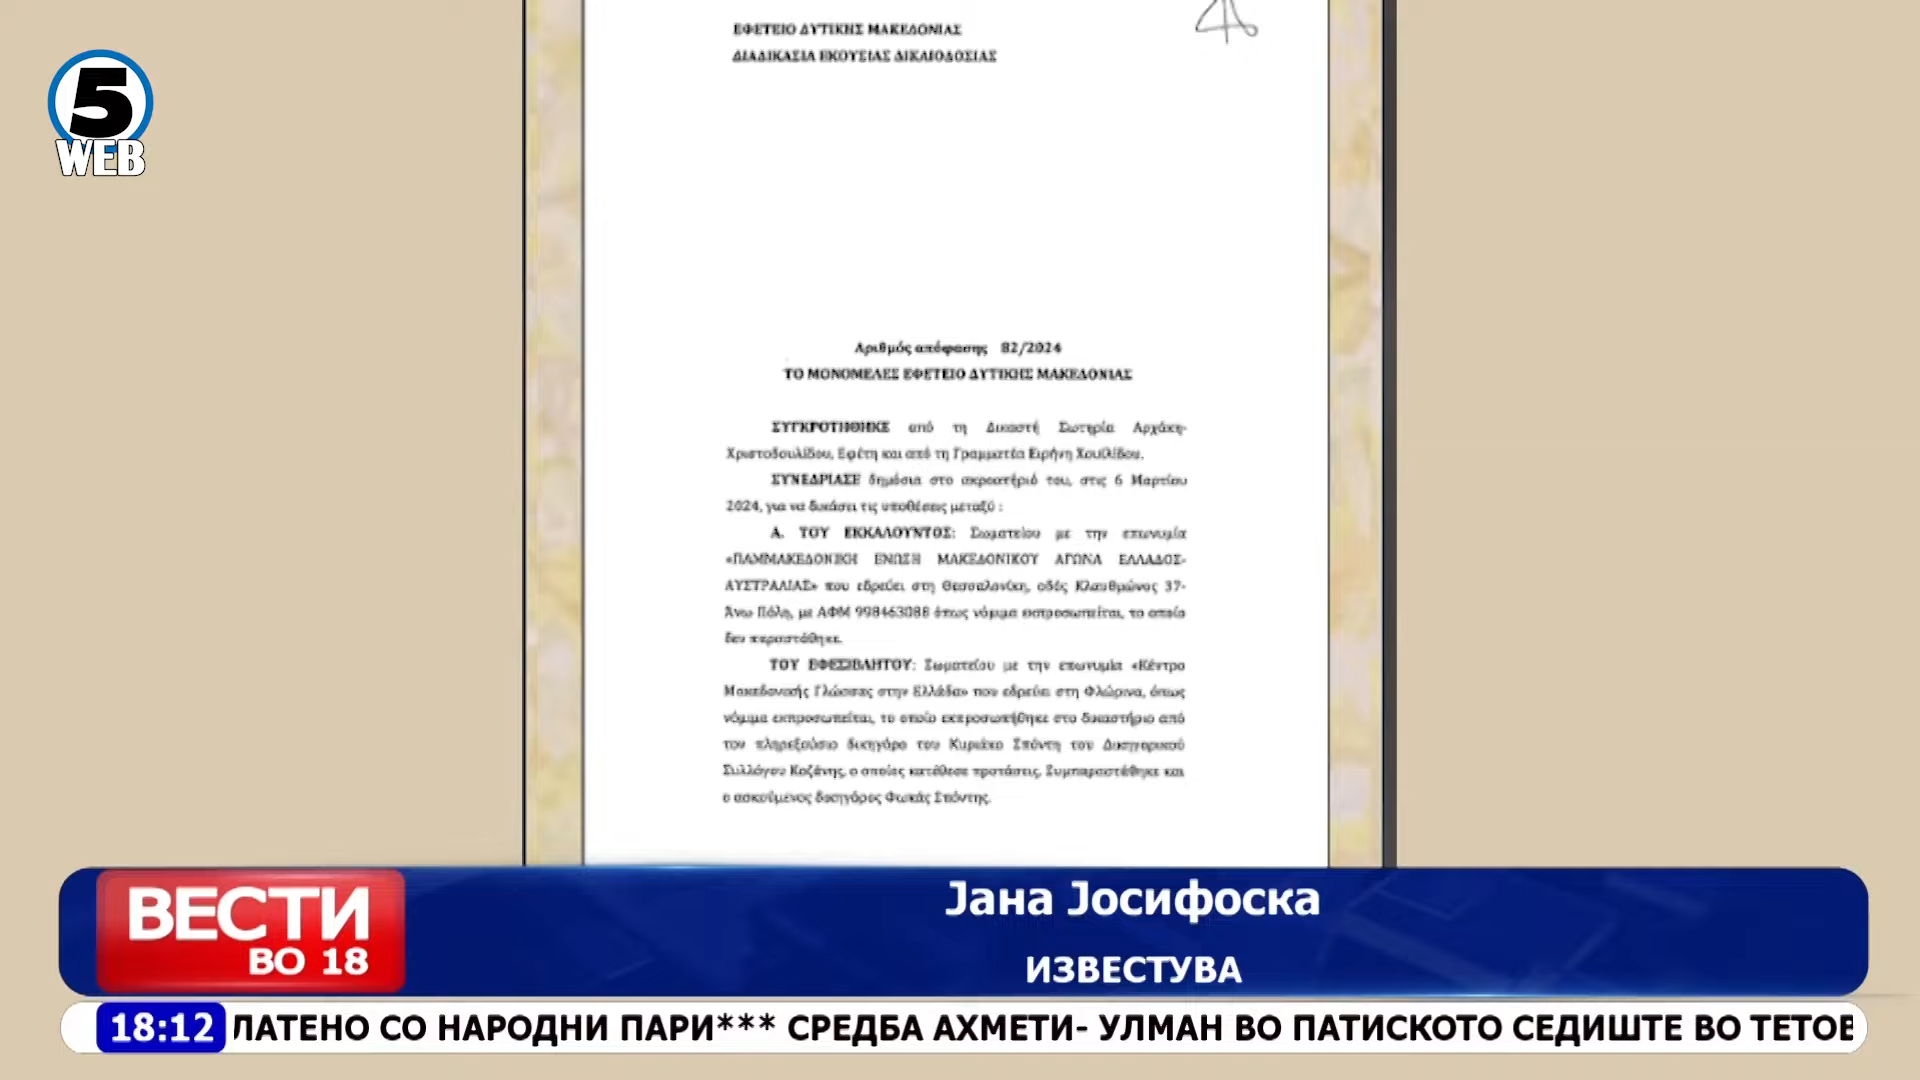 ΕΦΕΤΕΙΟ ΔΥΤΙΚΗΣ ΜΑΚΕΔΟΝΙΑΣ
ΔΙΑΔΙΚΑΣΙΑ ΕΚΟΥΣΙΑΣ ΔΙΚΑΙΟΔΟΣΙΑΣ
5
WEB
Αριθμός απόφασης 82/2024
ΤΟ ΜΟΝΟΜΕΛΕΣ ΕΦΕΤΕΙΟ ΔΥΤΙΚΗΣ ΜΑΚΕΔΟΝΙΑΣ
ΣΥΓΚΡΟΤΗΘΗΚΕ από τη Δικαστή Σωτηρία Αρχάκη-
Χριστοδουλίδου, Εφέτη και από τη Γραμματέα Ειρήνη
ΣΥΝΕΔΡΙΑΣΕ δημόσια στο ακροατήριό του, στις 6 Μαρτίου
2024, για να δικάσει τις υποθέσεις μεταξύ :
Α. ΤΟΥ ΕΚΚΑΛΟΥΝΤΟΣ: Σωματείου με την επωνυμία
«ΠΑΜΜΑΚΕΔΟΝΙΚΗ ΕΝΩΣΗ ΜΑΚΕΔΟΝΙΚΟΥ ΑΓΩΝΑ ΕΛΛΑΔΟΣ-
ΑΥΣΤΡΑΛΙΑΣ» που εδρεύει στη Θεσσαλονίκη, οδός Κλαυθμώνος 37-
Άνω Πόλη, με ΑΦΜ 998463088 όπως νόμιμα εκπροσωπείται, το οποίο
δεν παραστάθηκε.
ΤΟΥ ΕΦΕΣΙΒΛΗΤΟΥ: Σωματείου με την επωνυμία «Κέντρο
Μακεδονικής Γλώσσας στην Ελλάδα» που εδρεύει στη Φλώρινα, όπως
νόμιμα εκπροσωπείται, το οποίο εκπροσωπήθηκε στο δικαστήριο από
τον πληρεξούσιο δικηγόρο του Κυριάκο Σπόντη του Δικηγορικού
Συλλόγου Κοζάνης, ο οποίος κατέθεσε προτάσεις. Συμπαραστάθηκε και
ο ασκούμενος δικηγόρος Φωκάς Σπόντης.
ВЕСТИ
ВО 18
Јана Јосифоска
ИЗВЕСТУВА
18:12 ЛАТЕНО СО НАРОДНИ ПАРИ*** СРЕДБА АХМЕТИ- УЛМАН ВО ПАТИСКОТО СЕДИШТЕ ВО ТЕТОВ